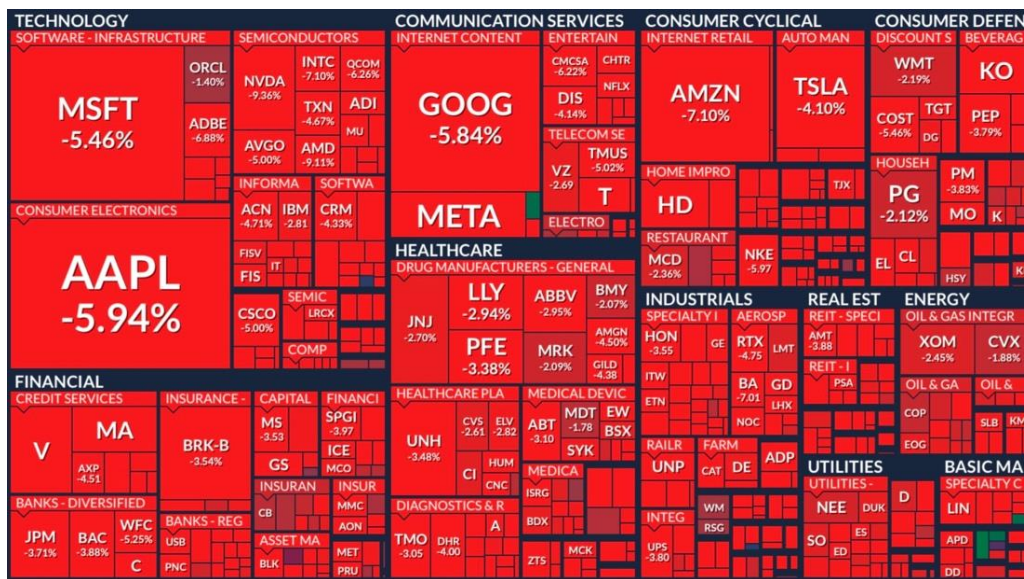 TECHNOLOGY
SOFTWARE - INFRASTRUCTURE
MSFT
-5.46%
ORCL
-1.40%
ADBE
-6.88%
SEMICONDUCTORS
NVDA
-9.36%
INTC
-7.10%
QCOM
-6.26%
TXN
-4.67%
ADI
MU
AVGO
-5.00%
AMD
-9.11%
INFORMA
ACN
-4.71%
IBM
-2.81
FISV
IT
FIS
SOFTWA
CRM
-4.33%
CONSUMER ELECTRONICS
AAPL
-5.94%
CSCO
-5.00%
SEMIC
LRCX
COMP
COMMUNICATION SERVICES
INTERNET CONTENT
GOOG
-5.84%
META
ENTERTAIN
CMCSA
-6.22%
CHTR
DIS
-4.14%
NFLX
TELECOM SE
VZ
-2.69
TMUS
-5.02%
T
ELECTRO
CONSUMER CYCLICAL
INTERNET RETAIL
AMZN
-7.10%
AUTO MAN
TSLA
-4.10%
HOME IMPRO
HD
TJX
RESTAURANT
MCD
-2.36%
NKE
-5.97
CONSUMER DEFEN
DISCOUNT S
WMT
-2.19%
COST
-5.46%
TGT
DG
BEVERAG
KO
PEP
-3.79%
HOUSEH
PG
-2.12%
EL
CL
PM
-3.83%
MO
K
HSY
K
HEALTHCARE
DRUG MANUFACTURERS - GENERAL
JNJ
-2.70%
LLY
-2.94%
ABBV
-2.95%
BMY
-2.07%
PFE
-3.38%
MRK
-2.09%
AMGN
-4.50%
GILD
-4.38
HEALTHCARE PLA
UNH
-3.48%
CVS
-2.61
ELV
-2.82
CI
HUM
CNC
MEDICAL DEVIC
ABT
-3.10
MDT
-1.78
EW
BSX
SYK
MEDICA
ISRG
BDX
DIAGNOSTICS & R
TMO
-3.05
DHR
-4.00
A
ZTS
MCK
FINANCIAL
CREDIT SERVICES
V
MA
AXP
-4.51
INSURANCE -
BRK-B
-3.54%
CAPITAL
MS
-3.53
GS
FINANCI
SPGI
-3.97
ICE
MCO
BANKS - DIVERSIFIED
JPM
-3.71%
BAC
-3.88%
WFC
-5.25%
C
BANKS - REG
USB
PNC
INSURAN
CB
INSUR
MMC
AON
ASSET MA
BLK
MET
PRU
INDUSTRIALS
SPECIALTY I
HON
-3.55
GE
ITW
ETN
AEROSP
RTX
-4.75
LMT
BA
-7.01
GD
LHX
NOC
RAILR
UNP
FARM
CAT
DE
ADP
WM
RSG
INTEG
UPS
-3.80
REAL EST
REIT - SPECI
AMT
-3.88
REIT - I
PSA
ENERGY
OIL & GAS INTEGR
XOM
-2.45%
CVX
-1.88%
OIL & GA
COP
EOG
OIL &
SLB
KM
UTILITIES
UTILITIES -
NEE
DUK
D
SO
ES
ED
BASIC MA
SPECIALTY C
LIN
APD
DD